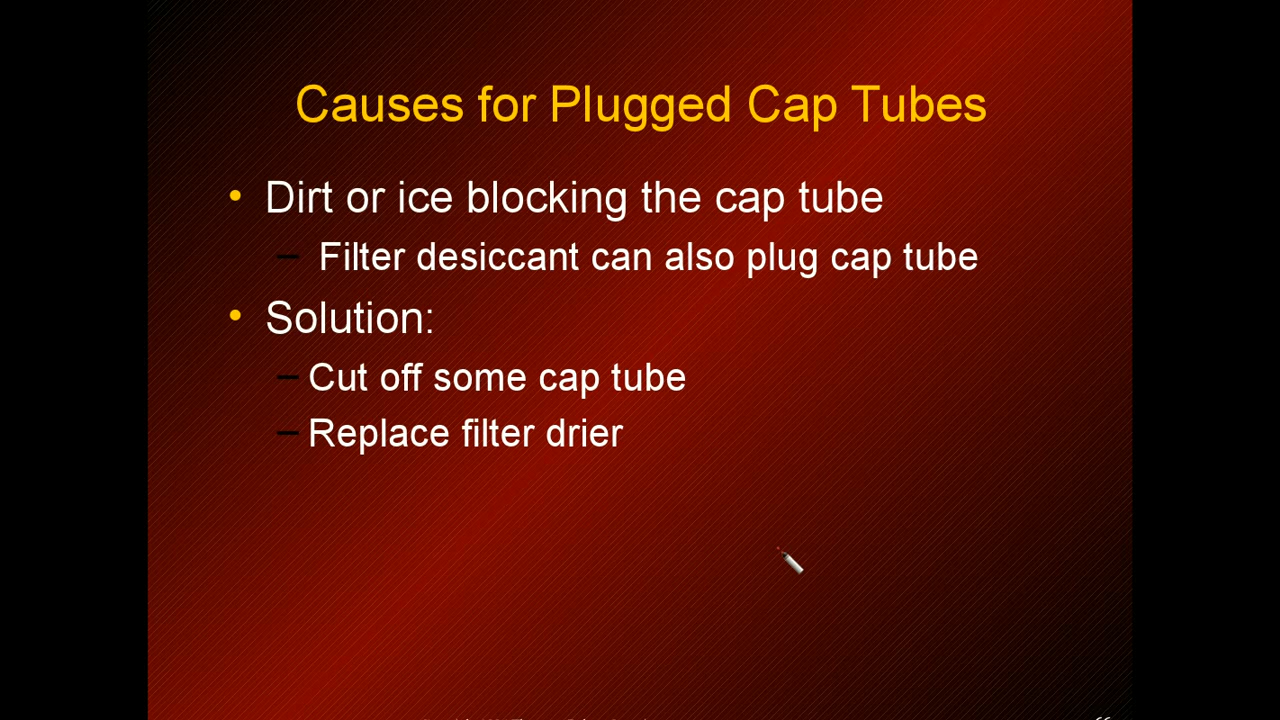 Causes for Plugged Cap Tubes
• Dirt or ice blocking the cap tube
– Filter desiccant can also plug cap tube
• Solution:
– Cut off some cap tube
– Replace filter drier